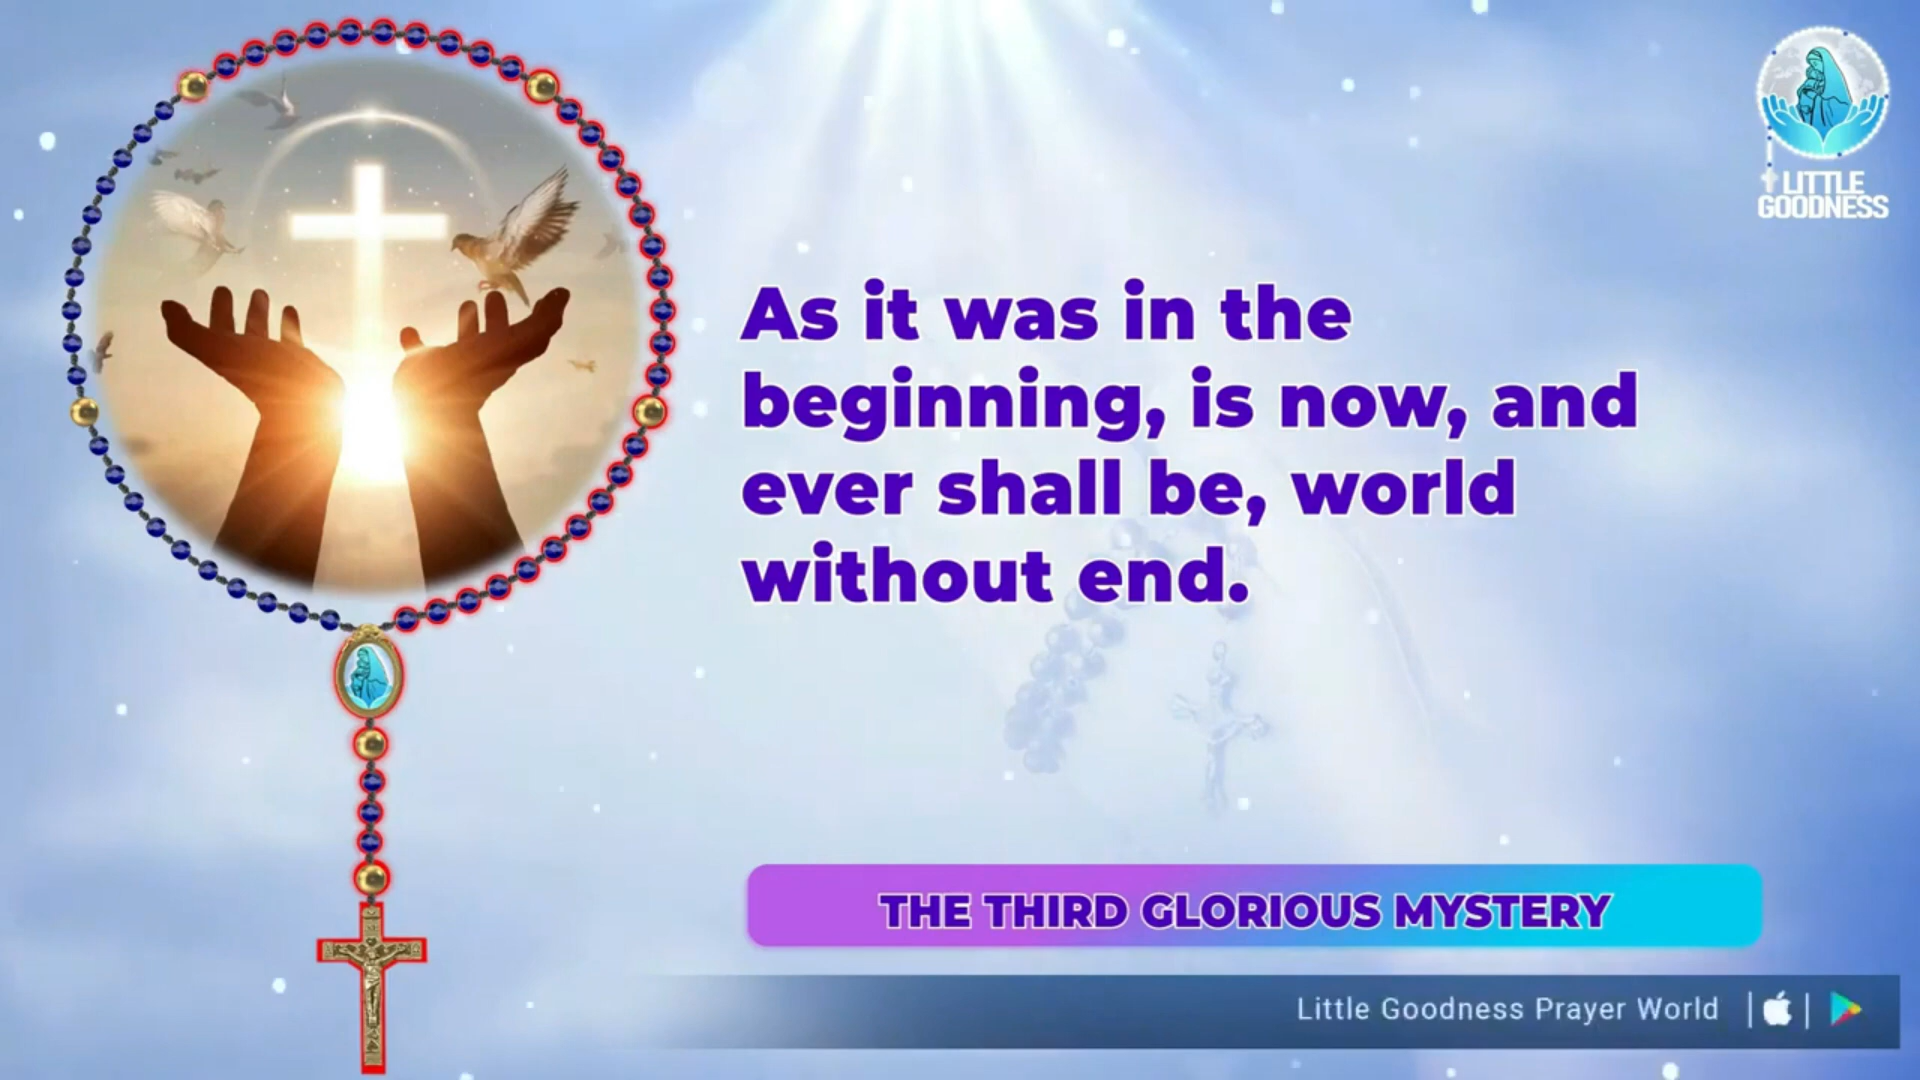 LITTLE
GOODNESS
As it was in the
beginning, is now, and
ever shall be, world
without end.
THE THIRD GLORIOUS MYSTERY
Little Goodness Prayer World